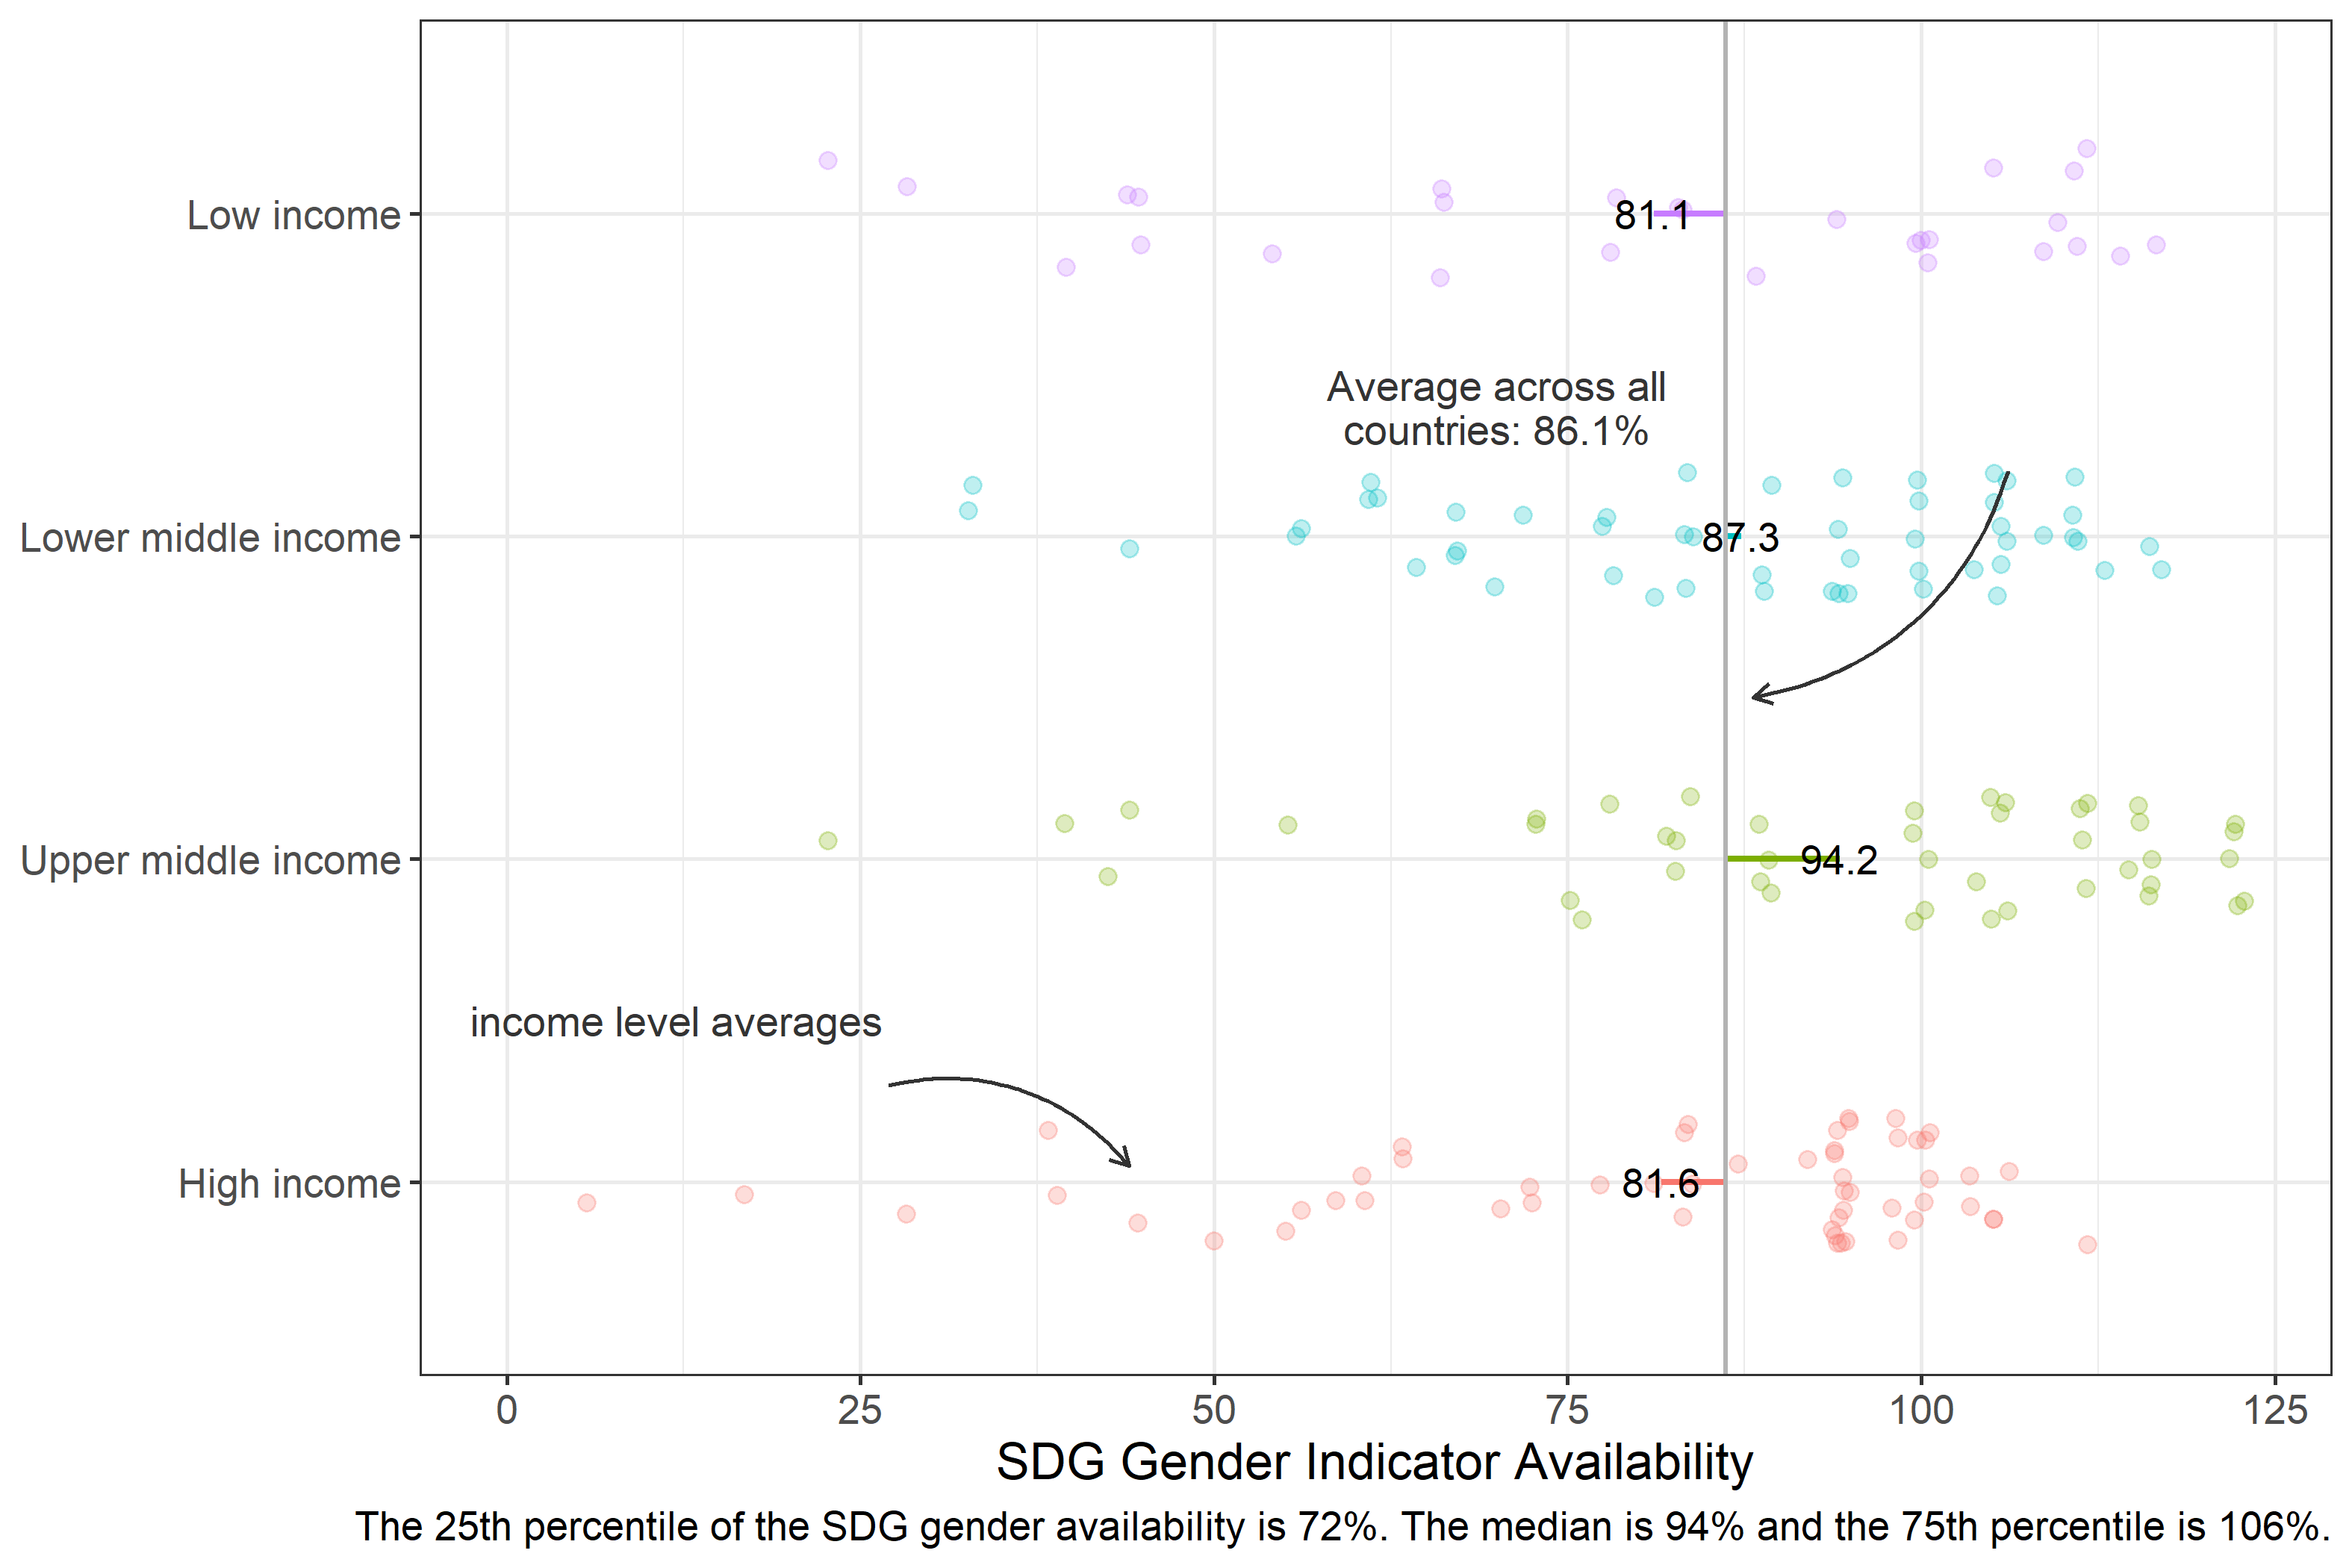 Low income
81.1
Average across all
countries: 86.1%
Lower middle income
87.3
Upper middle income
94.2
income level averages
High income
81.6
0 25 50 75 100 125
SDG Gender Indicator Availability
The 25th percentile of the SDG gender availability is 72%. The median is 94% and the 75th percentile is 106%.